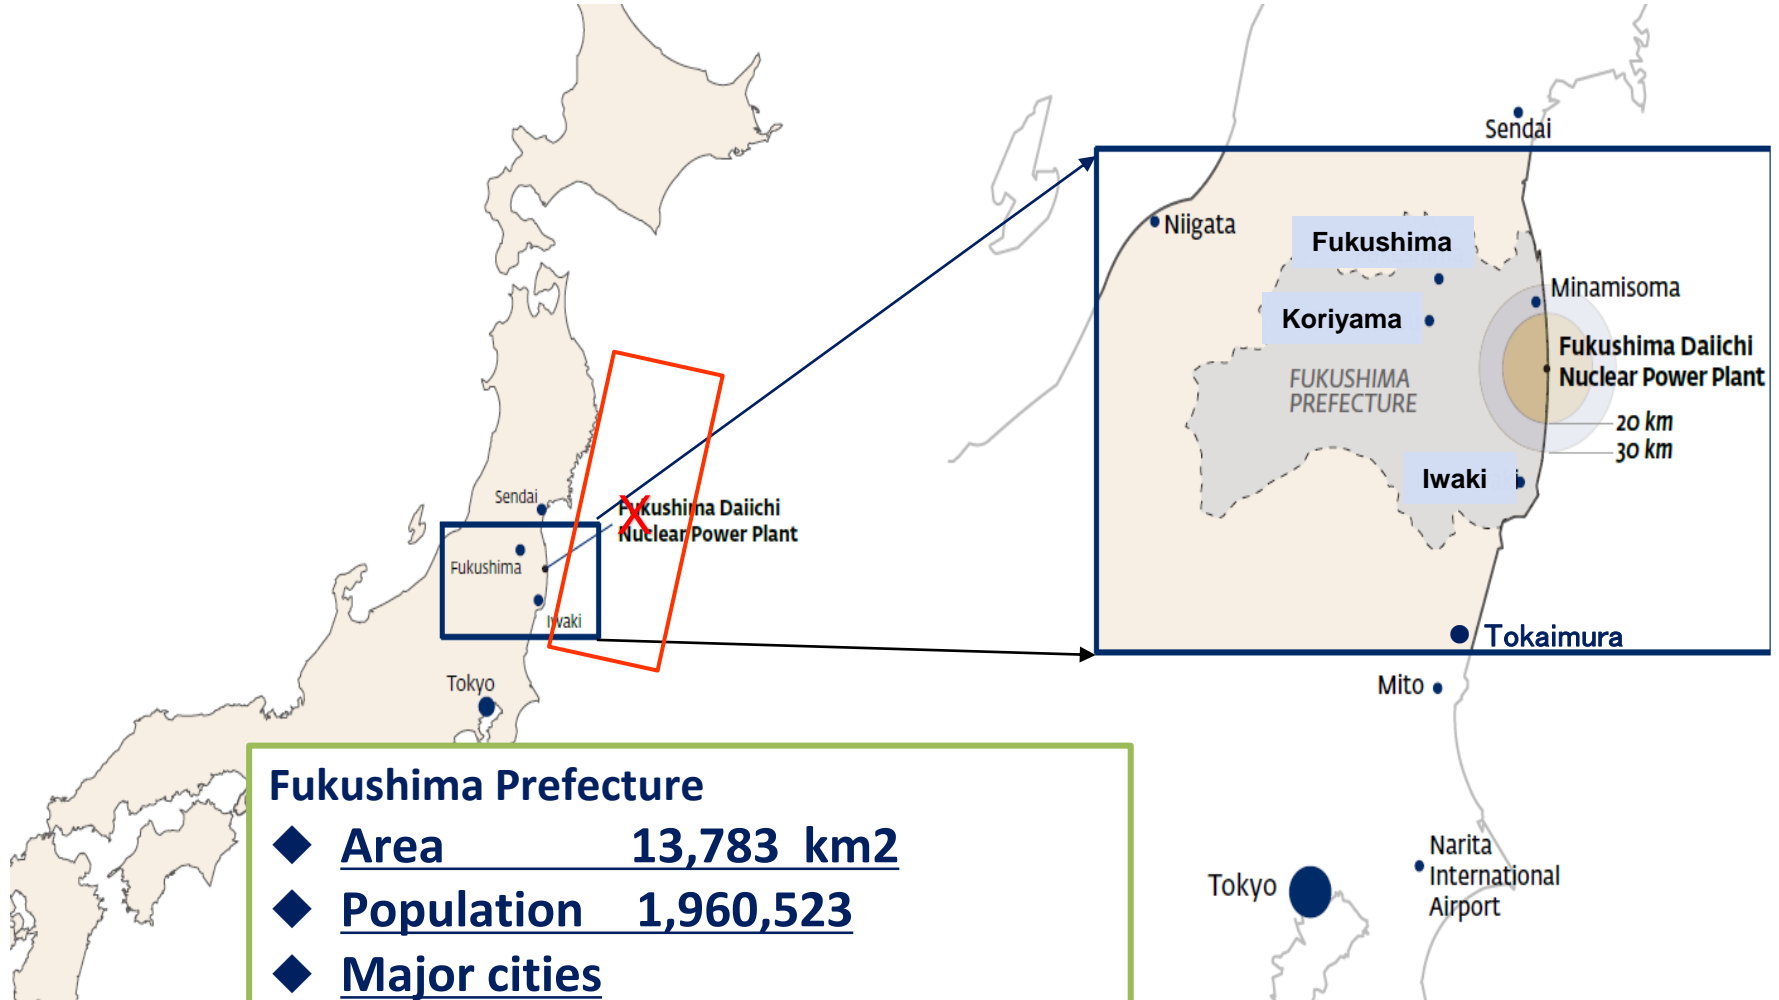 Sendai
Fukushima Daiichi
Nuclear Power Plant
X
Fukushima
Iwaki
Tokyo
Sendai
Niigata
Fukushima
Koriyama
Minamisoma
Fukushima Daiichi
Nuclear Power Plant
FUKUSHIMA
PREFECTURE
20 km
30 km
Iwaki
Tokaimura
Mito
Tokyo
Narita
International
Airport
Fukushima Prefecture
◆ Area 13,783 km2
◆ Population 1,960,523
◆ Major cities